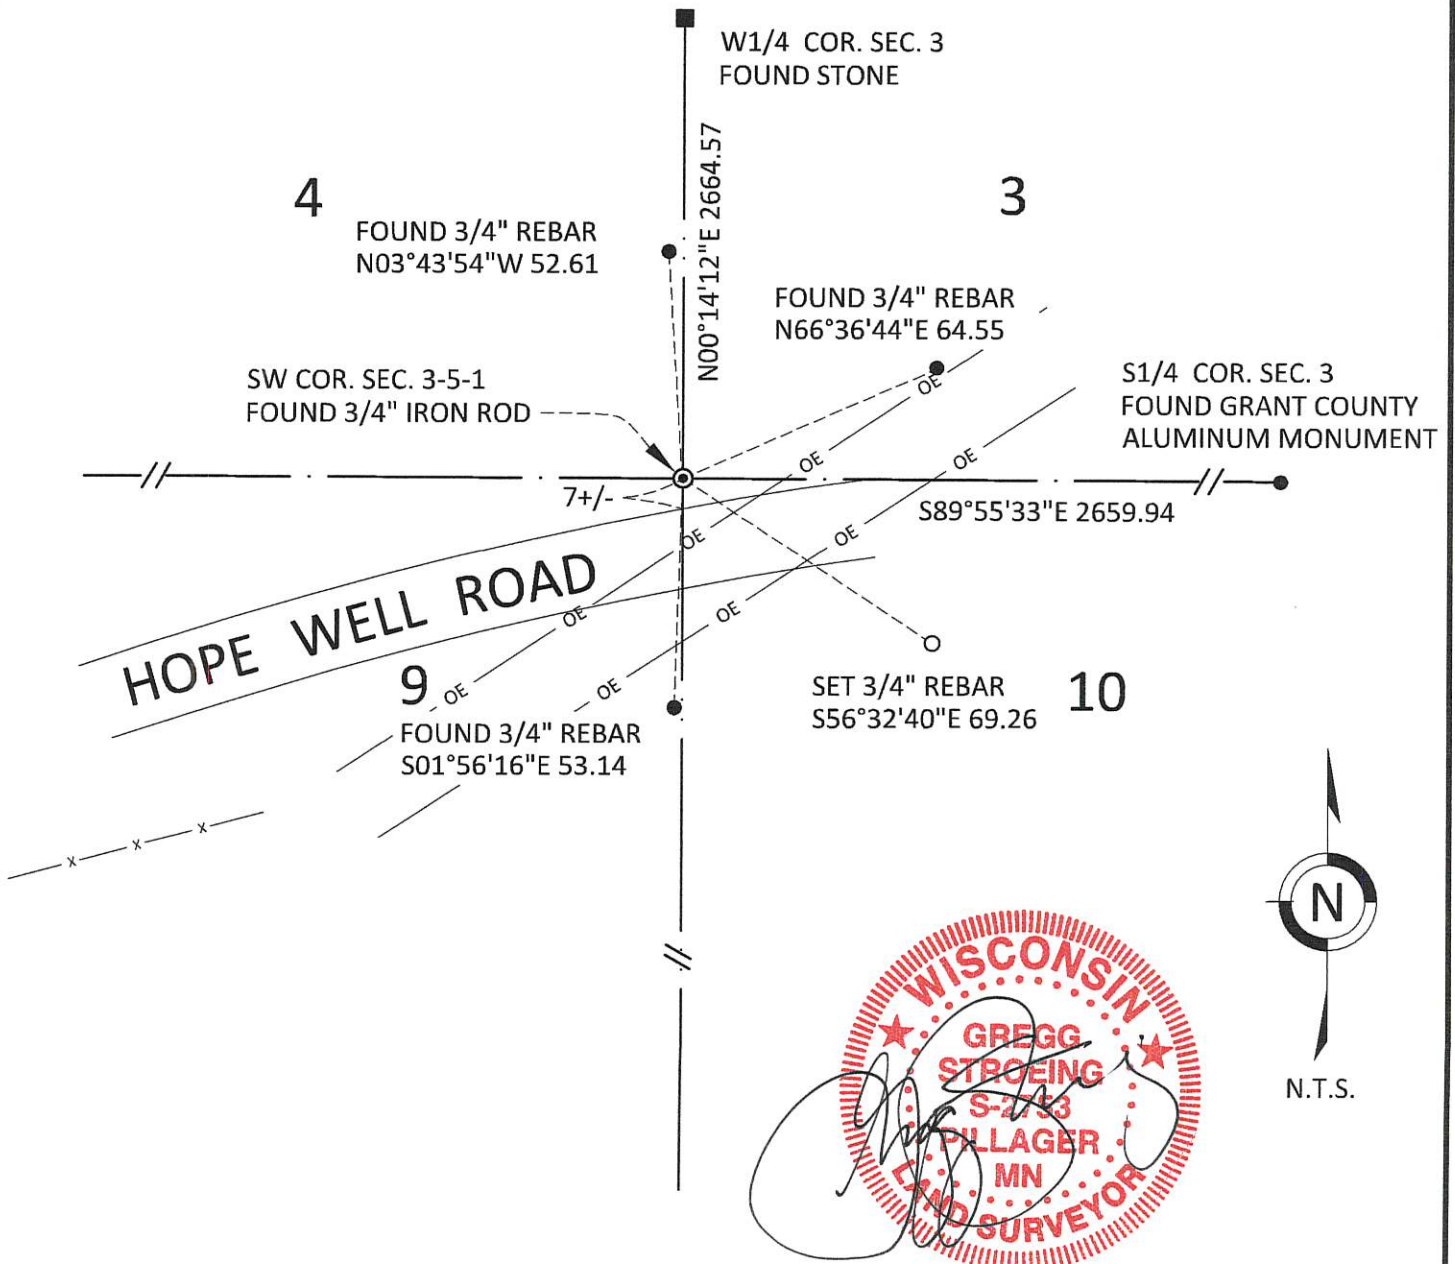 W1/4 COR. SEC. 3
FOUND STONE
N00°14'12"E 2664.57
4
3
FOUND 3/4" REBAR
N03°43'54"W 52.61
FOUND 3/4" REBAR
N66°36'44"E 64.55
SW COR. SEC. 3-5-1
FOUND 3/4" IRON ROD
S1/4 COR. SEC. 3
FOUND GRANT COUNTY
ALUMINUM MONUMENT
OE
OE
OE
7+/-
S89°55'33"E 2659.94
OE
OE
HOPE WELL ROAD
OE
OE
9
OE
OE
FOUND 3/4" REBAR
S01°56'16"E 53.14
SET 3/4" REBAR
S56°32'40"E 69.26
10
x x x
N
N.T.S.
WISCONSIN
GREGG
STROEING
S-2753
PILLAGER
MN
LAND SURVEYOR